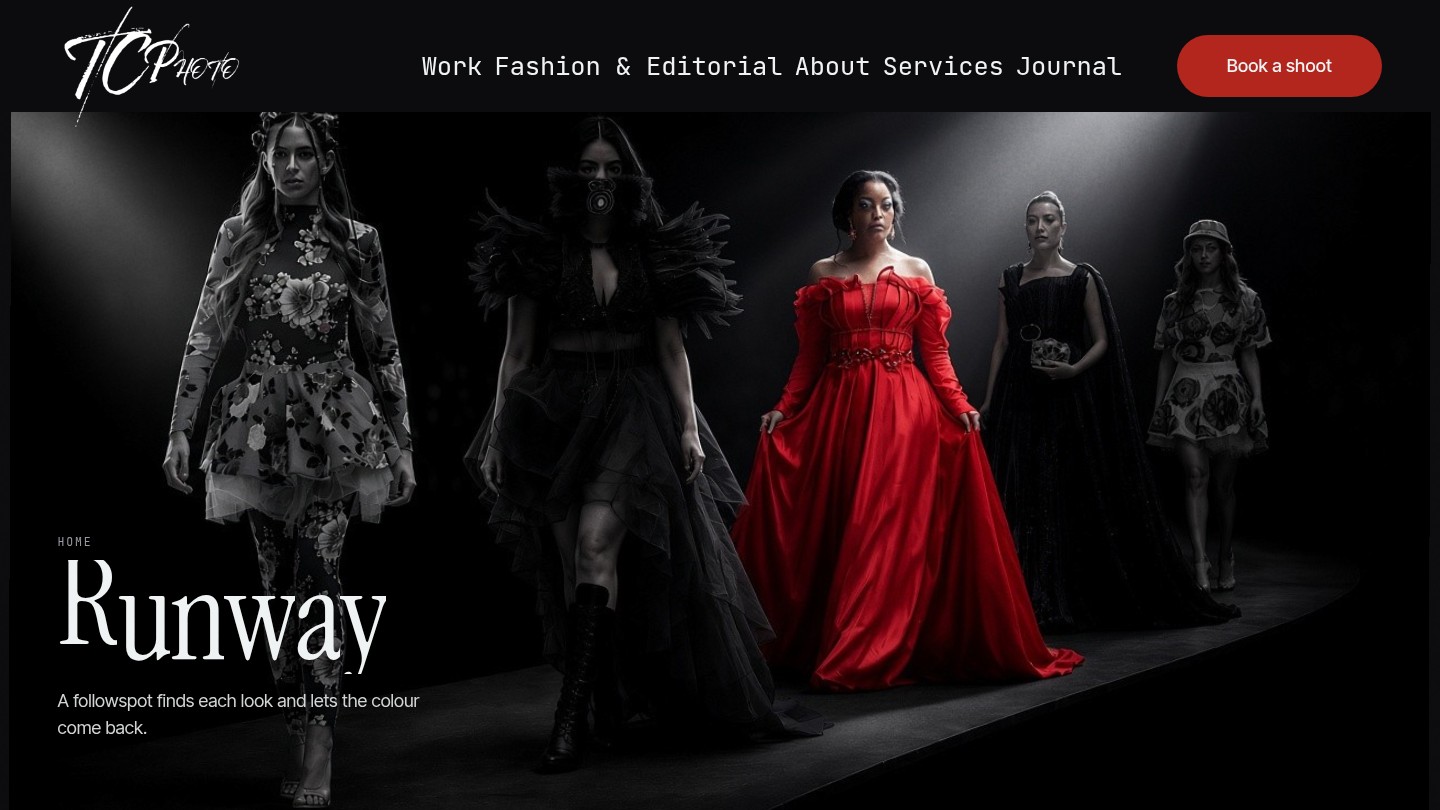 TCPHOTO
Work Fashion & Editorial About Services Journal
Book a shoot
HOME
Runway
A followspot finds each look and lets the colour
come back.